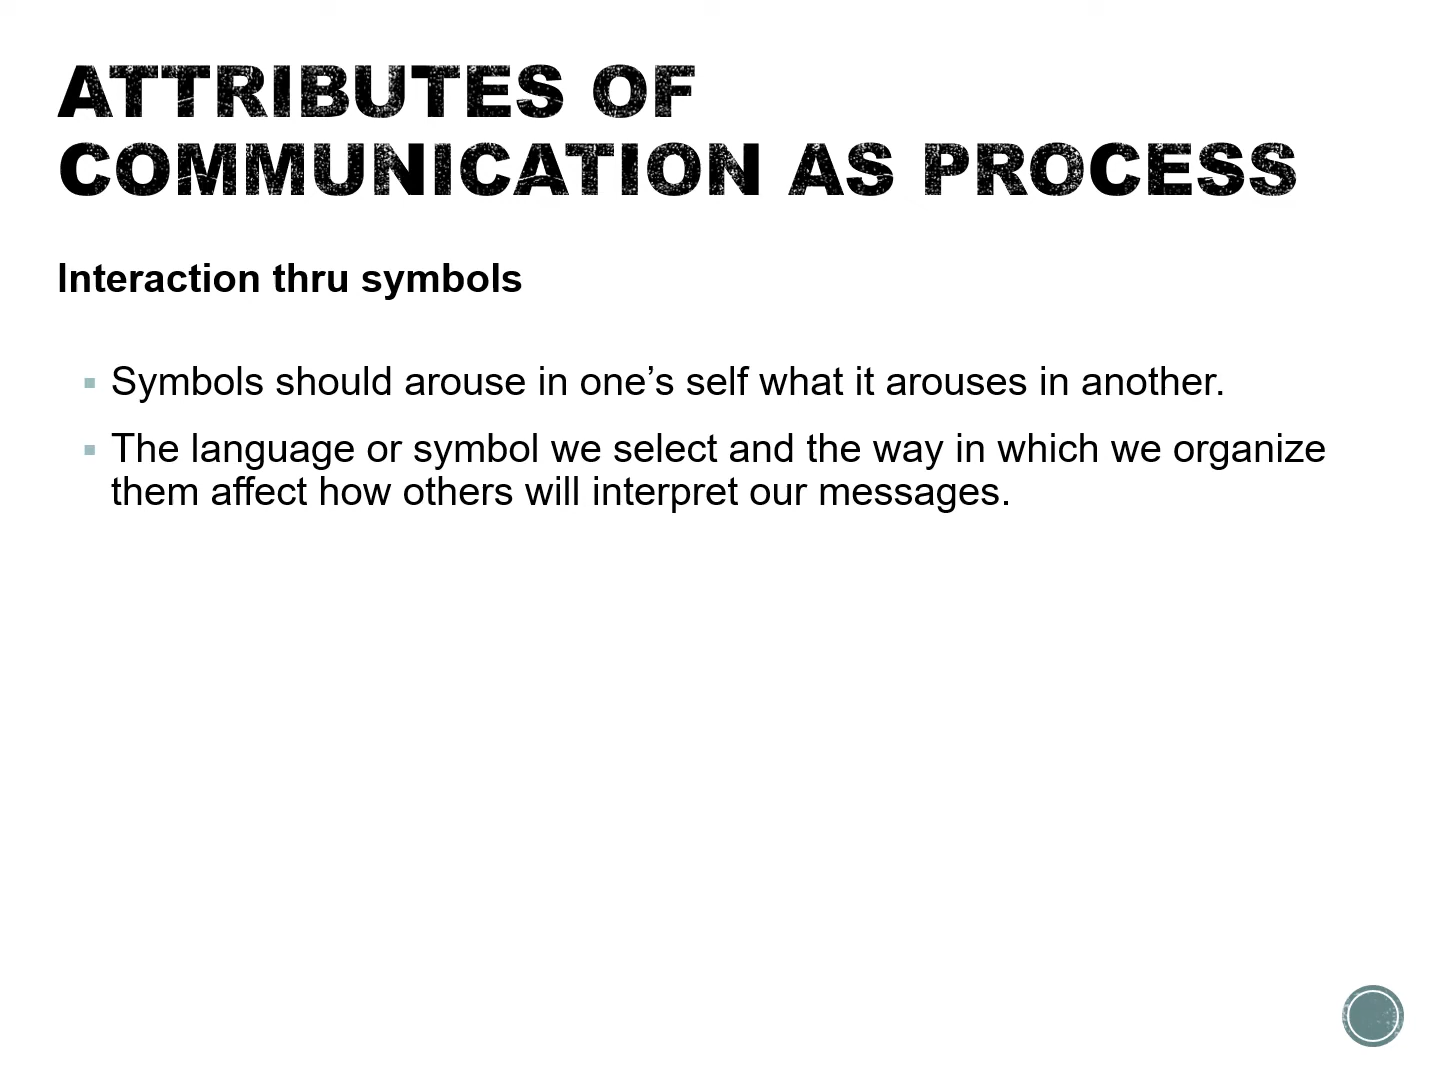 ATTRIBUTES OF
COMMUNICATION AS PROCESS
Interaction thru symbols
▪ Symbols should arouse in one’s self what it arouses in another.
▪ The language or symbol we select and the way in which we organize
them affect how others will interpret our messages.